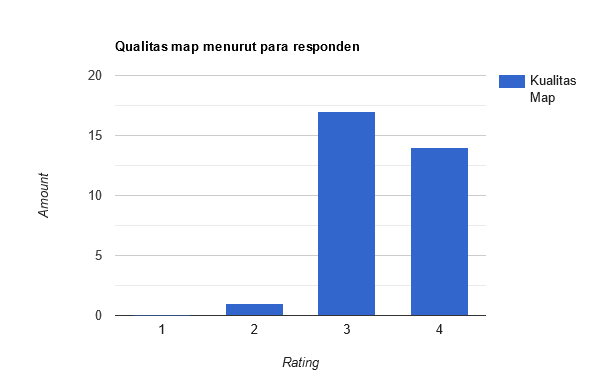 Qualitas map menurut para responden
20
15
10
5
0
Amount
1 2 3 4
Rating
Kualitas
Map